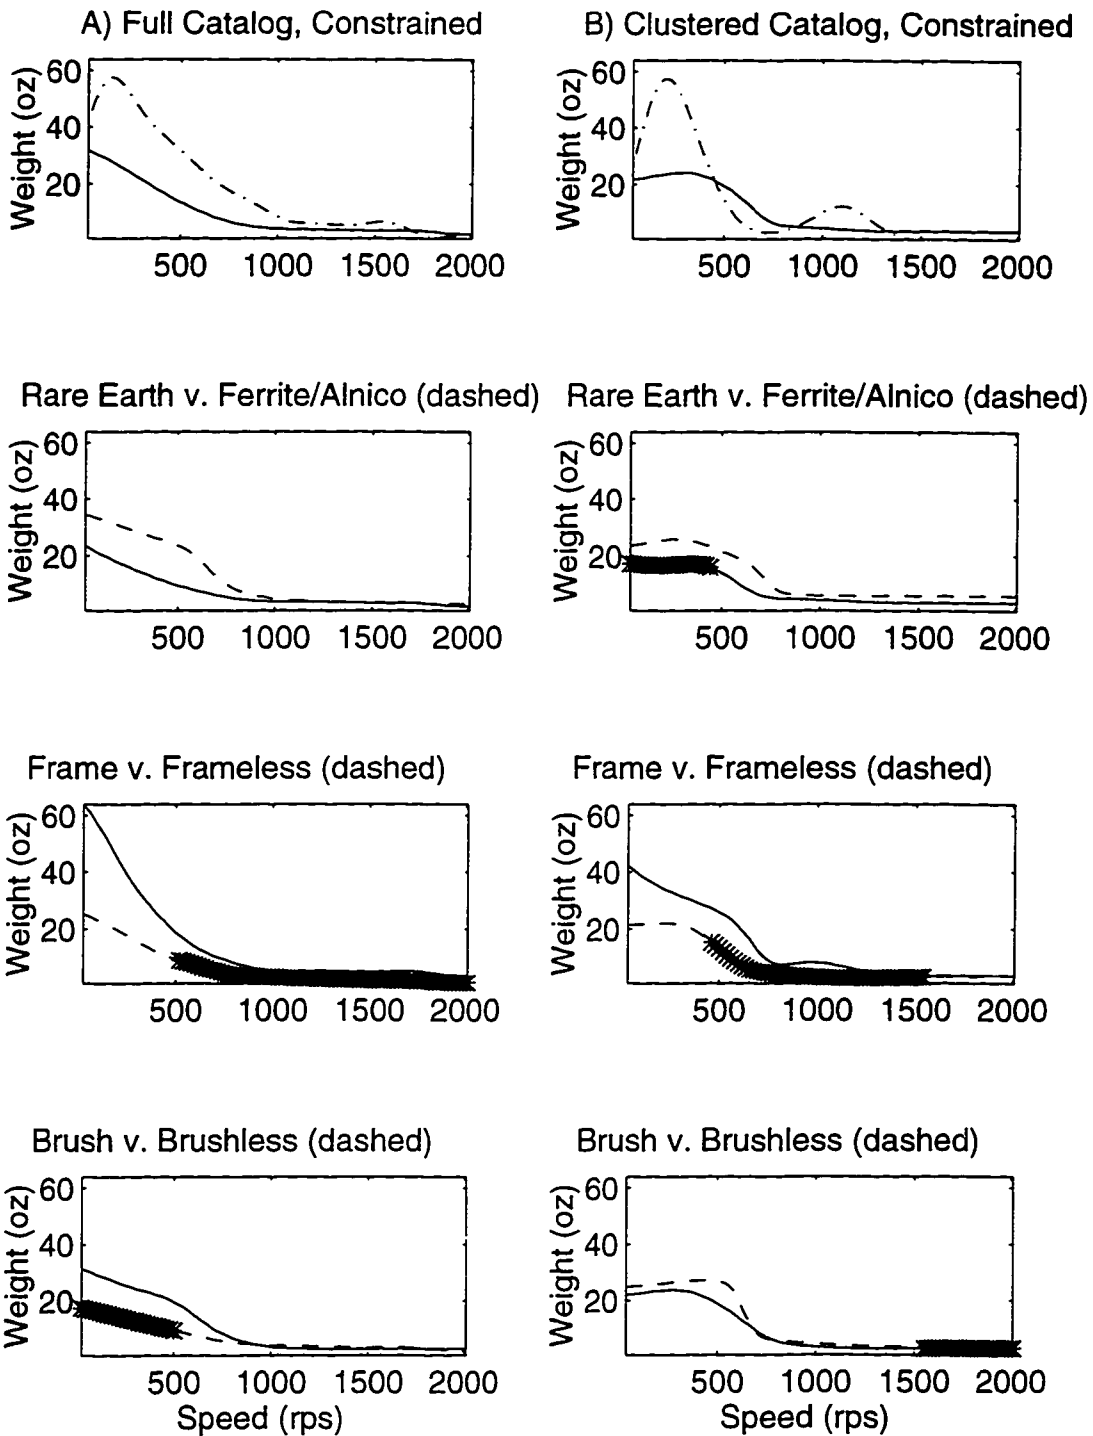 A) Full Catalog, Constrained
Weight (oz)
60
40
20
500 1000 1500 2000
B) Clustered Catalog, Constrained
Weight (oz)
60
40
20
500 1000 1500 2000
Rare Earth v. Ferrite/Alnico (dashed)
Weight (oz)
60
40
20
500 1000 1500 2000
Rare Earth v. Ferrite/Alnico (dashed)
Weight (oz)
60
40
20
500 1000 1500 2000
Frame v. Frameless (dashed)
Weight (oz)
60
40
20
500 1000 1500 2000
Frame v. Frameless (dashed)
Weight (oz)
60
40
20
500 1000 1500 2000
Brush v. Brushless (dashed)
Weight (oz)
60
40
20
500 1000 1500 2000
Speed (rps)
Brush v. Brushless (dashed)
Weight (oz)
60
40
20
500 1000 1500 2000
Speed (rps)